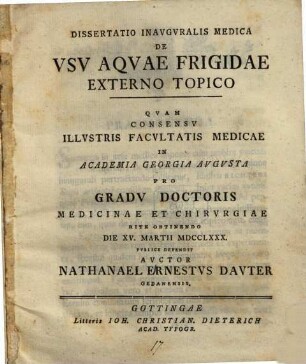 DISSERTATIO INAVGVRALIS MEDICA
DE
VSV AQVAE FRIGIDAE
EXTERNO TOPICO
QVAM
CONSENSV
ILLVSTRIS FACVLTATIS MEDICAE
IN
ACADEMIA GEORGIA AVGVSTA
PRO
GRADV DOCTORIS
MEDICINAE ET CHIRVRGIAE
RITE OBTINENDO
DIE XV. MARTII MDCCLXXX.
PVBLICE DEFENDET
AVCTOR
NATHANAEL ERNESTVS DAVTER
GEDANENSIS.
GOTTINGAE
Litteris IOH. CHRISTIAN. DIETERICH
ACAD. TYPOGR.
17